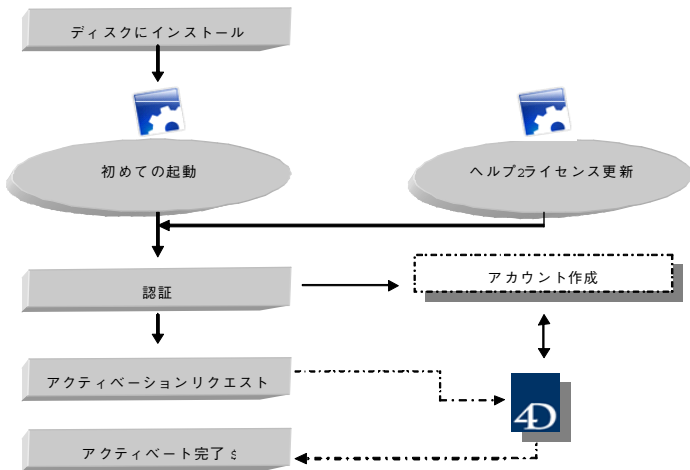 ディスクにインストール
初めての起動
ヘルプ2ライセンス更新
認証
アカウント作成
アクティベーションリクエスト
4D
アクティベート完了 $